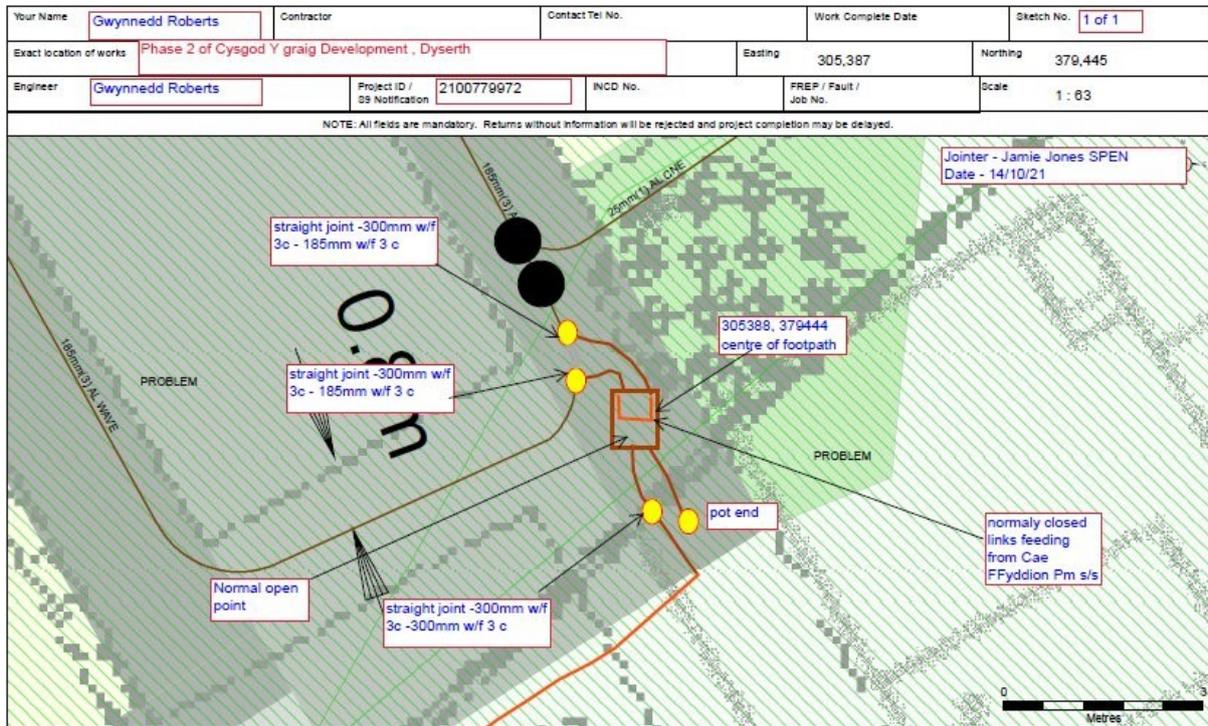 Your Name
Gwynnedd Roberts
Contractor
Contact Tel No.
Work Complete Date
Sketch No.
1 of 1
Exact location of works
Phase 2 of Cysgod Y graig Development , Dyserth
Easting
305,387
Northing
379,445
Engineer
Gwynnedd Roberts
Project ID /
S9 Notification
2100779972
INCD No.
FREP / Fault /
Job No.
Scale
1 : 63
NOTE: All fields are mandatory. Returns without information will be rejected and project completion may be delayed.
Jointer - Jamie Jones SPEN
Date - 14/10/21
185mm(3) A
25mm(1) AL CNE
straight joint -300mm w/f
3c - 185mm w/f 3 c
305388, 379444
centre of footpath
straight joint -300mm w/f
3c - 185mm w/f 3 c
185mm(3) AL WAVE
PROBLEM
PROBLEM
pot end
normaly closed
links feeding
from Cae
FFyddion Pm s/s
Normal open
point
straight joint -300mm w/f
3c -300mm w/f 3 c
0
3
Metres